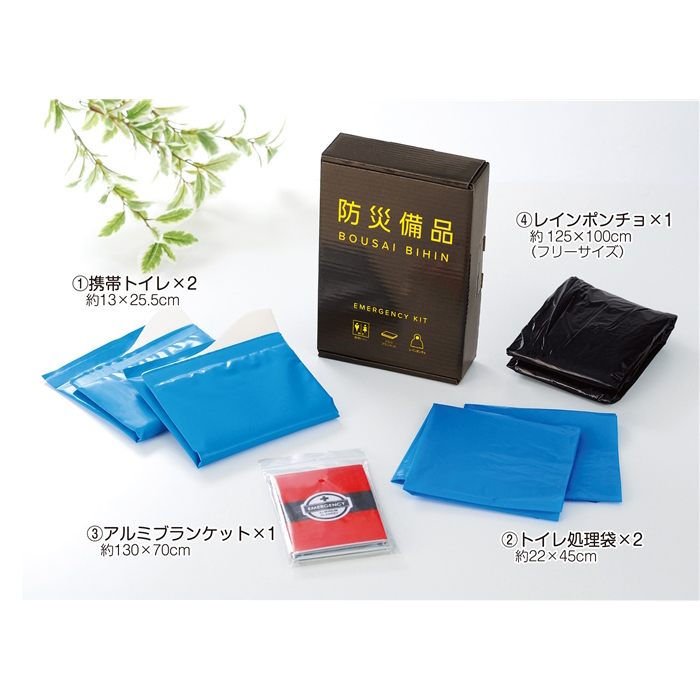 防災備品
BOUSAI BIHIN
EMERGENCY KIT
①携帯トイレ×2
約13×25.5cm
④レインポンチョ×1
約125×100cm
(フリーサイズ)
③アルミブランケット×1
約130×70cm
EMERGENCY
②トイレ処理袋×2
約22×45cm